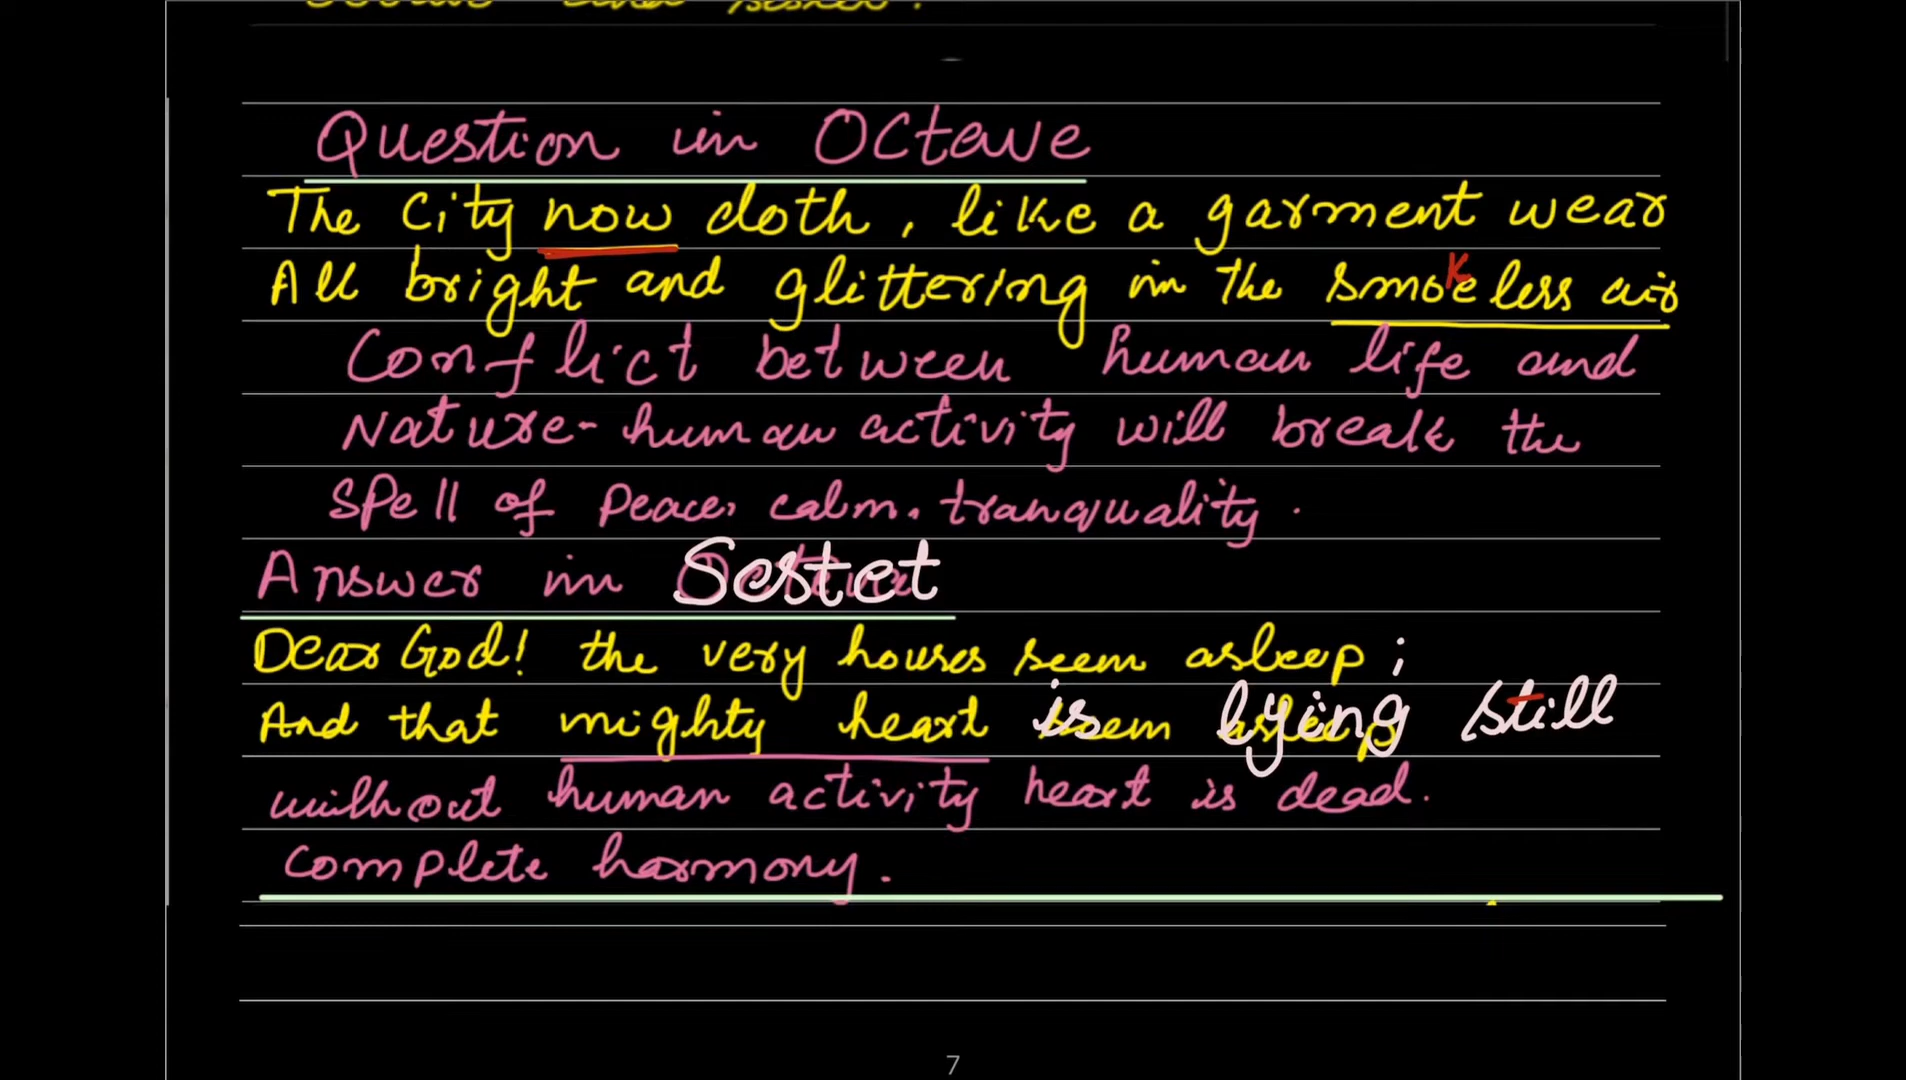 Question in Octave
The City now doth, like a garment wear
All bright and glittering in the smokeless air
Conflict between human life and
Nature- human activity will break the
spell of peace, calm, tranquality.
Answer in Sestet
Dear God! the very houses seem asleep;
And that mighty heart is lying still
without human activity heart is dead.
complete harmony.
7